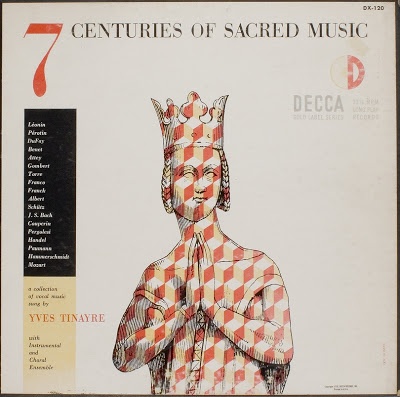 DX-120
7 CENTURIES OF SACRED MUSIC
D
DECCA
GOLD LABEL SERIES
RECORDS
Léonin
Pérotin
DuFay
Benet
Attey
Gombert
Torre
Franco
Franck
Albert
Schütz
J. S. Bach
Couperin
Pergolesi
Handel
Paumann
Hammerschmidt
Mozart
a collection
of vocal music
sung by
YVES TINAYRE
with
Instrumental
and
Choral
Ensemble